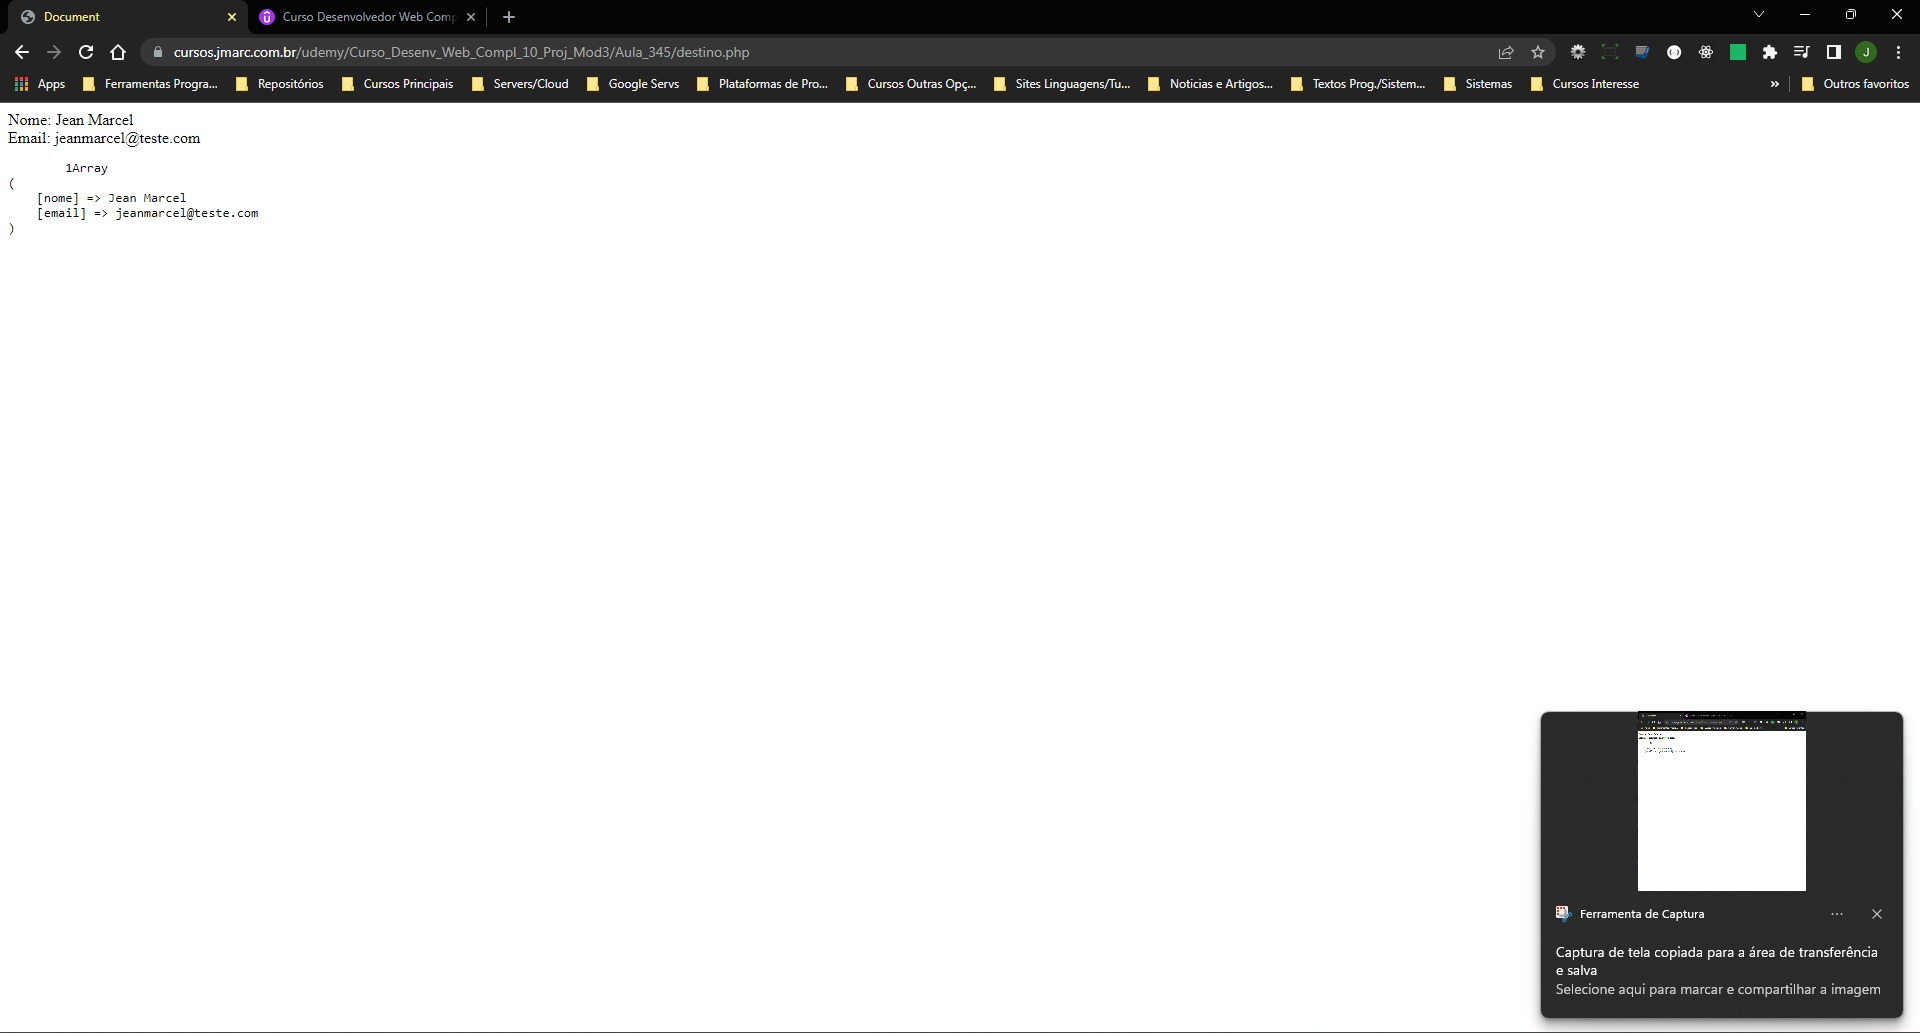 Document
Curso Desenvolvedor Web Comp
cursos.jmarc.com.br/udemy/Curso_Desenv_Web_Compl_10_Proj_Mod3/Aula_345/destino.php
J
Apps Ferramentas Progra... Repositórios Cursos Principais Servers/Cloud Google Servs Plataformas de Pro... Cursos Outras Opç... Sites Linguagens/Tu... Noticias e Artigos... Textos Prog./Sistem... Sistemas Cursos Interesse » Outros favoritos
Nome: Jean Marcel
Email: jeanmarcel@teste.com
1Array
(
[nome] => Jean Marcel
[email] => jeanmarcel@teste.com
)
Ferramenta de Captura
Captura de tela copiada para a área de transferência
e salva
Selecione aqui para marcar e compartilhar a imagem